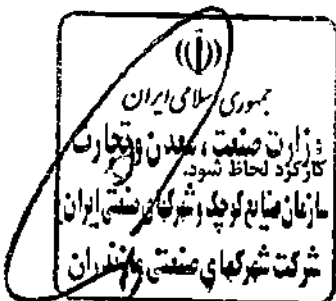 جمهوری اسلامی ایران
وزارت صنعت ، معدن و تجارت
کارکرد لحاظ شود.
سازمان صنایع کوچک و شهرکهای صنعتی ایران
شرکت شهرکهای صنعتی مازندران